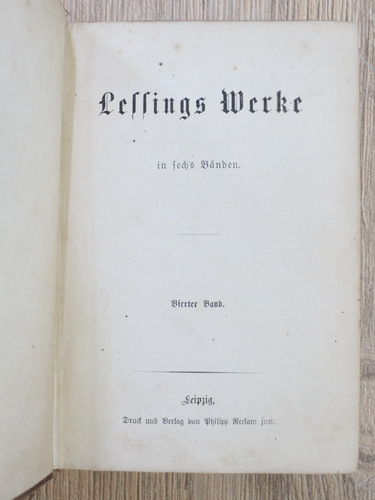 Lessings Werke
in sechs Bänden.
Vierter Band.
Leipzig,
Druck und Verlag von Philipp Reclam jun.